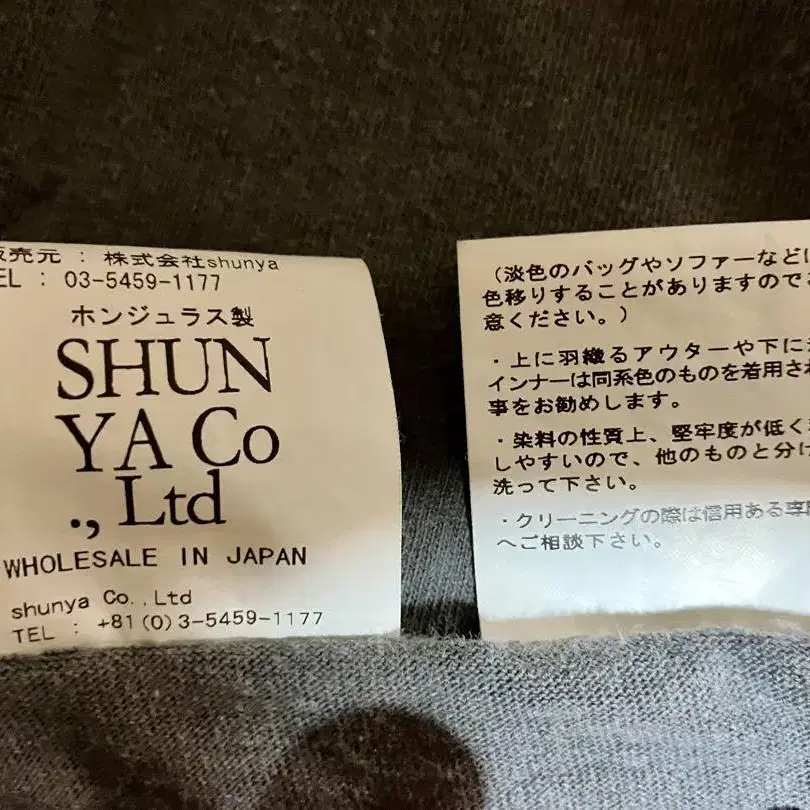 売元 : 株式会社shunya
EL : 03-5459-1177
ホンジュラス製
SHUN
YA Co
., Ltd
WHOLESALE IN JAPAN
shunya Co.,Ltd
TEL : +81(0)3-5459-1177
(淡色のバッグやソファーなどに
色移りすることがありますのでご
意ください。)
・上に羽織るアウターや下に
インナーは同系色のものを着用さ
事をお勧めします。
・染料の性質上、堅牢度が低く
しやすいので、他のものと分け
洗って下さい。
・クリーニングの際は信用ある専
へご相談下さい。